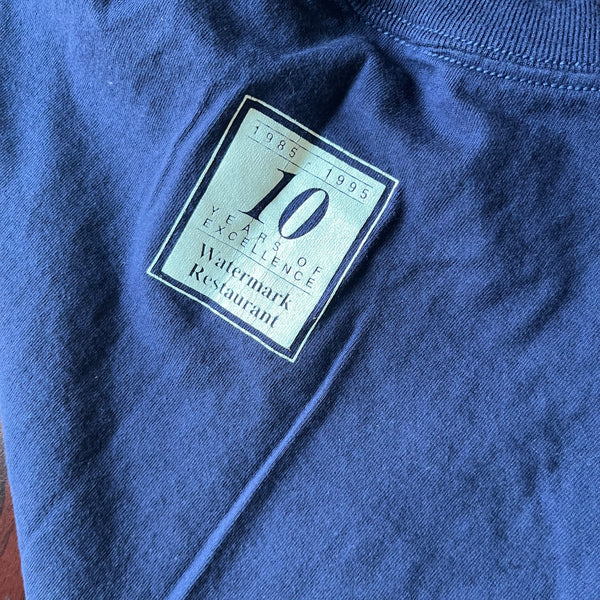 1985 - 1995
10
YEARS OF
EXCELLENCE
Watermark
Restaurant